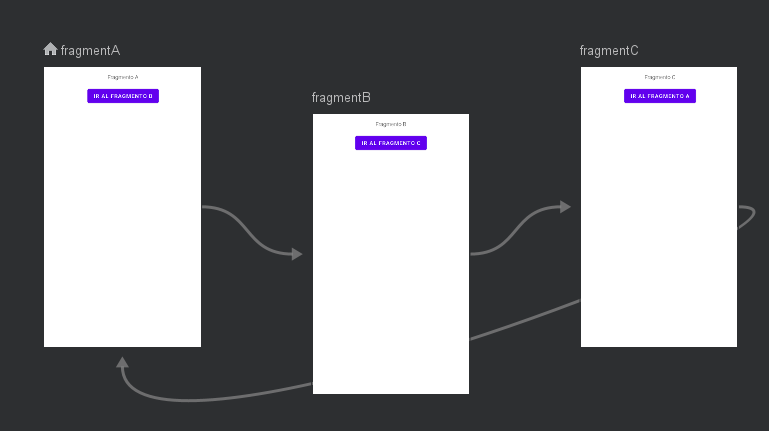 fragmentA
Fragmento A
IR AL FRAGMENTO B
fragmentB
Fragmento B
IR AL FRAGMENTO C
fragmentC
Fragmento C
IR AL FRAGMENTO A